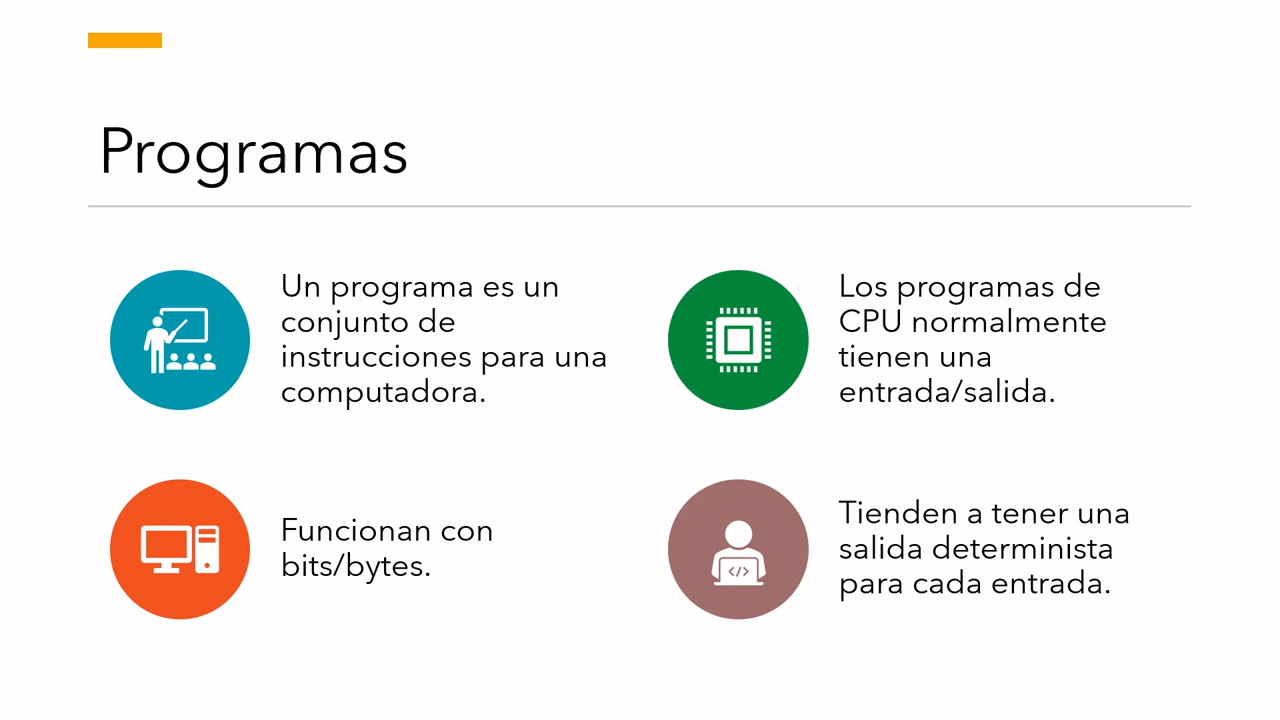 Programas
Un programa es un
conjunto de
instrucciones para una
computadora.
Los programas de
CPU normalmente
tienen una
entrada/salida.
Funcionan con
bits/bytes.
Tienden a tener una
salida determinista
para cada entrada.